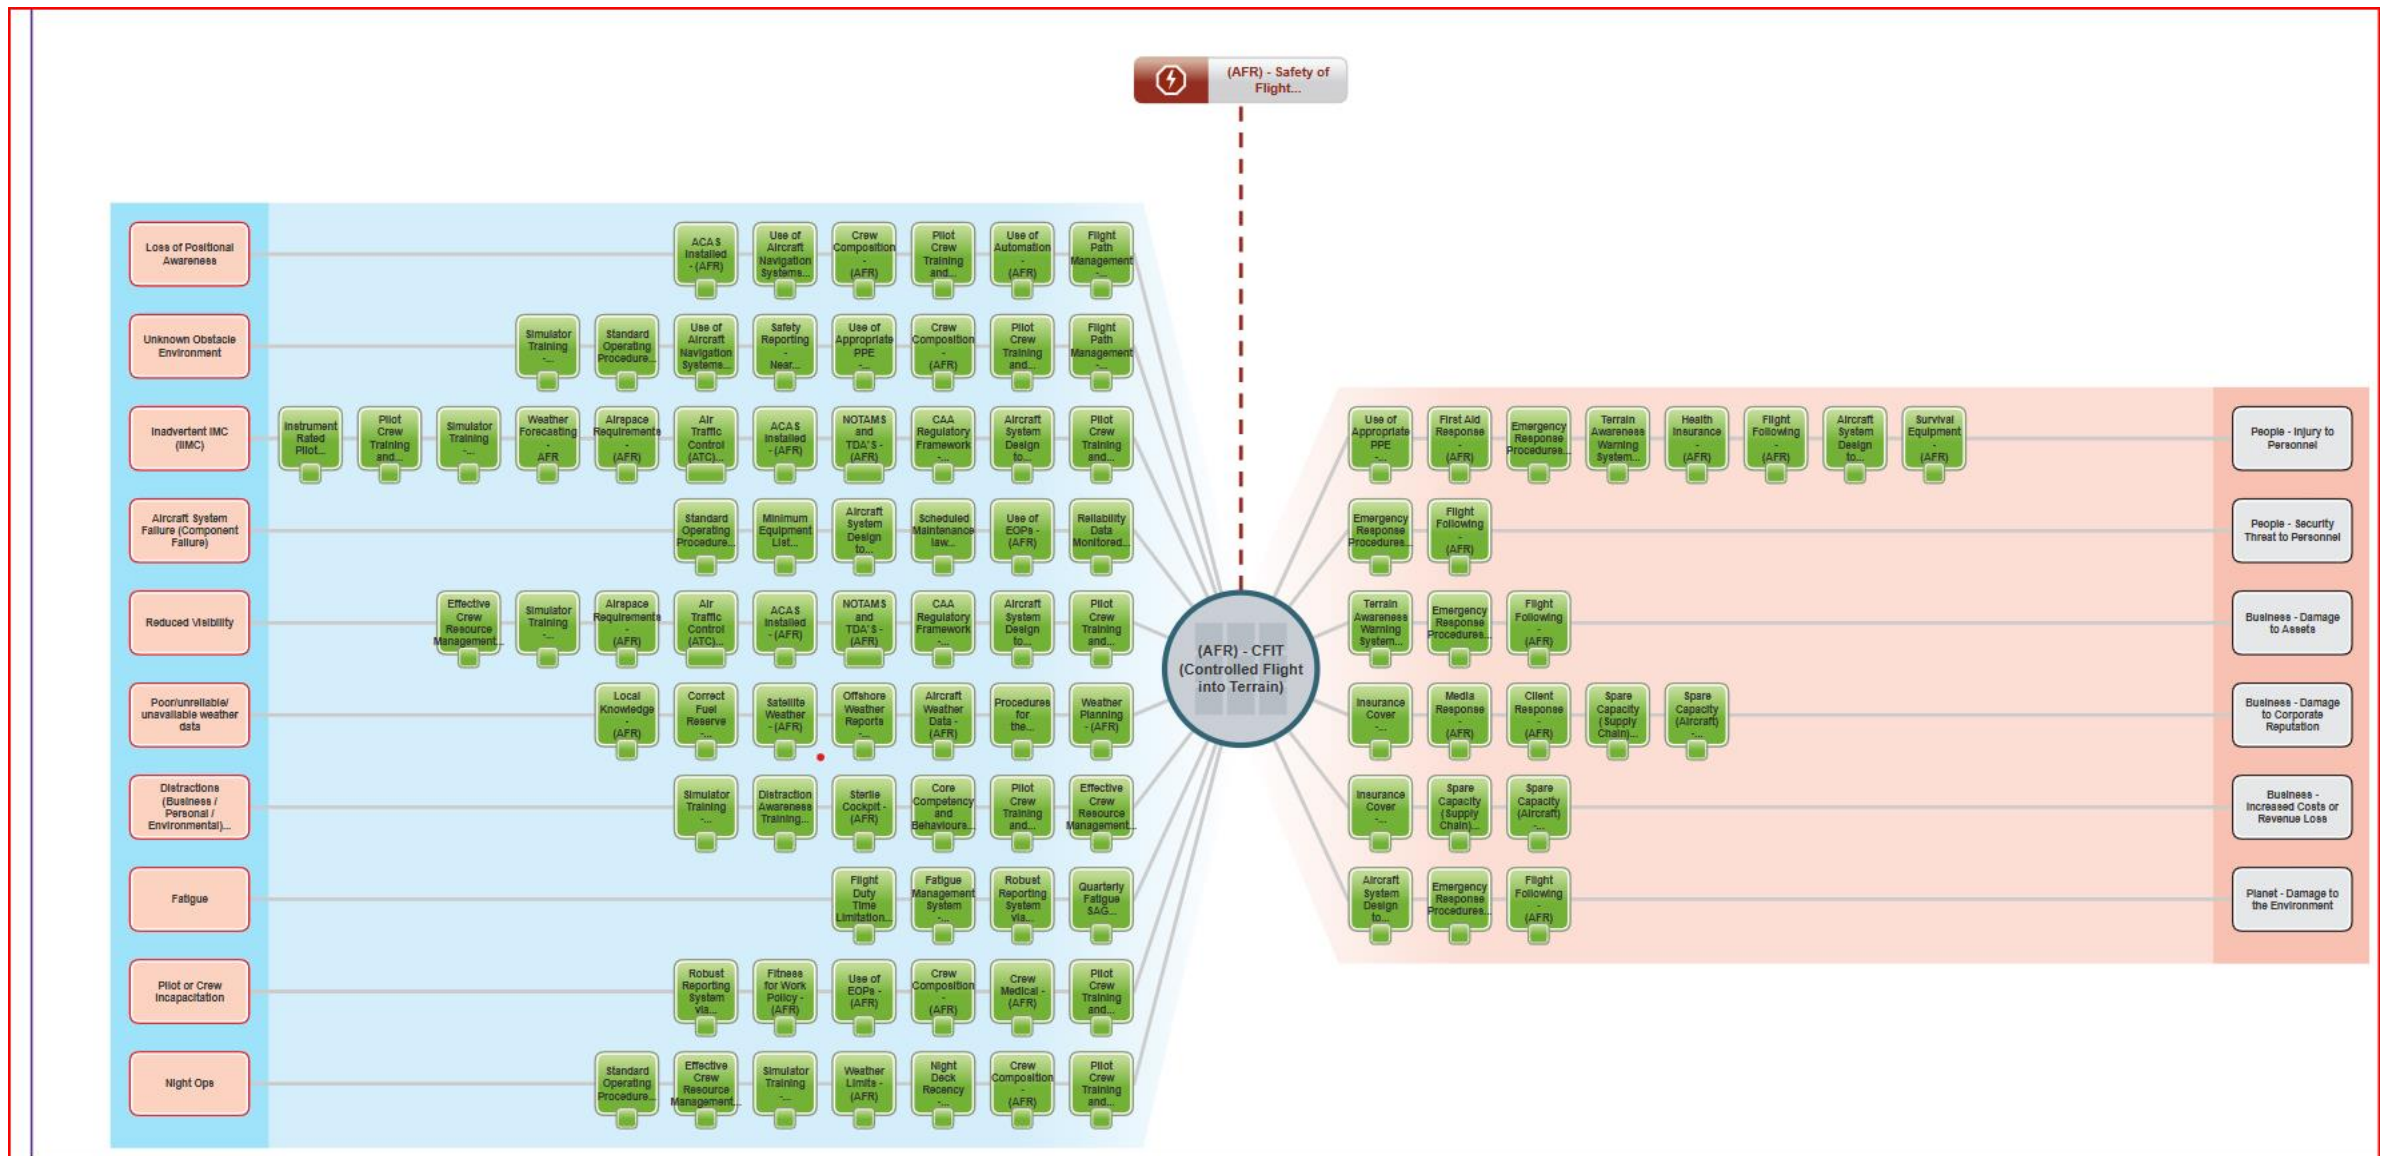 (AFR) - Safety of
Flight...
Loss of Positional
Awareness
ACAS
Installed
- (AFR)
Use of
Aircraft
Navigation
Systems...
Crew
Composition
-
(AFR)
Pilot
Crew
Training
and...
Use of
Automation
-
(AFR)
Flight
Path
Management
-...
Unknown Obstacle
Environment
Simulator
Training
-...
Standard
Operating
Procedure...
Use of
Aircraft
Navigation
Systems...
Safety
Reporting
-
Near...
Use of
Appropriate
PPE
-...
Crew
Composition
-
(AFR)
Pilot
Crew
Training
and...
Flight
Path
Management
-...
Inadvertent IMC
(IIMC)
Instrument
Rated
Pilot...
Pilot
Crew
Training
and...
Simulator
Training
-...
Weather
Forecasting
-
AFR
Airspace
Requirements
-
(AFR)
Air
Traffic
Control
(ATC)...
ACAS
Installed
- (AFR)
NOTAMS
and
TDA'S -
(AFR)
CAA
Regulatory
Framework
-...
Aircraft
System
Design
to...
Pilot
Crew
Training
and...
Use of
Appropriate
PPE
-...
First Aid
Response
-
(AFR)
Emergency
Response
Procedures...
Terrain
Awareness
Warning
System...
Health
Insurance
-
(AFR)
Flight
Following
-
(AFR)
Aircraft
System
Design
to...
Survival
Equipment
-
(AFR)
People - Injury to
Personnel
Aircraft System
Failure (Component
Failure)
Standard
Operating
Procedure...
Minimum
Equipment
List...
Aircraft
System
Design
to...
Scheduled
Maintenance
law...
Use of
EOPs -
(AFR)
Reliability
Data
Monitored...
Emergency
Response
Procedures...
Flight
Following
-
(AFR)
People - Security
Threat to Personnel
Reduced Visibility
Effective
Crew
Resource
Management...
Simulator
Training
-...
Airspace
Requirements
-
(AFR)
Air
Traffic
Control
(ATC)...
ACAS
Installed
- (AFR)
NOTAMS
and
TDA'S -
(AFR)
CAA
Regulatory
Framework
-...
Aircraft
System
Design
to...
Pilot
Crew
Training
and...
(AFR) - CFIT
(Controlled Flight
into Terrain)
Terrain
Awareness
Warning
System...
Emergency
Response
Procedures...
Flight
Following
-
(AFR)
Business - Damage
to Assets
Poor/unreliable/
unavailable weather
data
Local
Knowledge
-
(AFR)
Correct
Fuel
Reserve
-...
Satellite
Weather
- (AFR)
Offshore
Weather
Reports
-...
Aircraft
Weather
Data -
(AFR)
Procedures
for
the...
Weather
Planning
- (AFR)
Insurance
Cover
-...
Media
Response
-
(AFR)
Client
Response
-
(AFR)
Spare
Capacity
(Supply
Chain)...
Spare
Capacity
(Aircraft)
-...
Business - Damage
to Corporate
Reputation
Distractions
(Business /
Personal /
Environmental)...
Simulator
Training
-...
Distraction
Awareness
Training...
Sterile
Cockpit -
(AFR)
Core
Competency
and
Behaviours...
Pilot
Crew
Training
and...
Effective
Crew
Resource
Management...
Insurance
Cover
-...
Spare
Capacity
(Supply
Chain)...
Spare
Capacity
(Aircraft)
-...
Business -
Increased Costs or
Revenue Loss
Fatigue
Flight
Duty
Time
Limitation...
Fatigue
Management
System
-...
Robust
Reporting
System
via...
Quarterly
Fatigue
SAG...
Aircraft
System
Design
to...
Emergency
Response
Procedures...
Flight
Following
-
(AFR)
Planet - Damage to
the Environment
Pilot or Crew
Incapacitation
Robust
Reporting
System
via...
Fitness
for Work
Policy -
(AFR)
Use of
EOPs -
(AFR)
Crew
Composition
-
(AFR)
Crew
Medical -
(AFR)
Pilot
Crew
Training
and...
Night Ops
Standard
Operating
Procedure...
Effective
Crew
Resource
Management...
Simulator
Training
-...
Weather
Limits -
(AFR)
Night
Deck
Recency
-...
Crew
Composition
-
(AFR)
Pilot
Crew
Training
and...